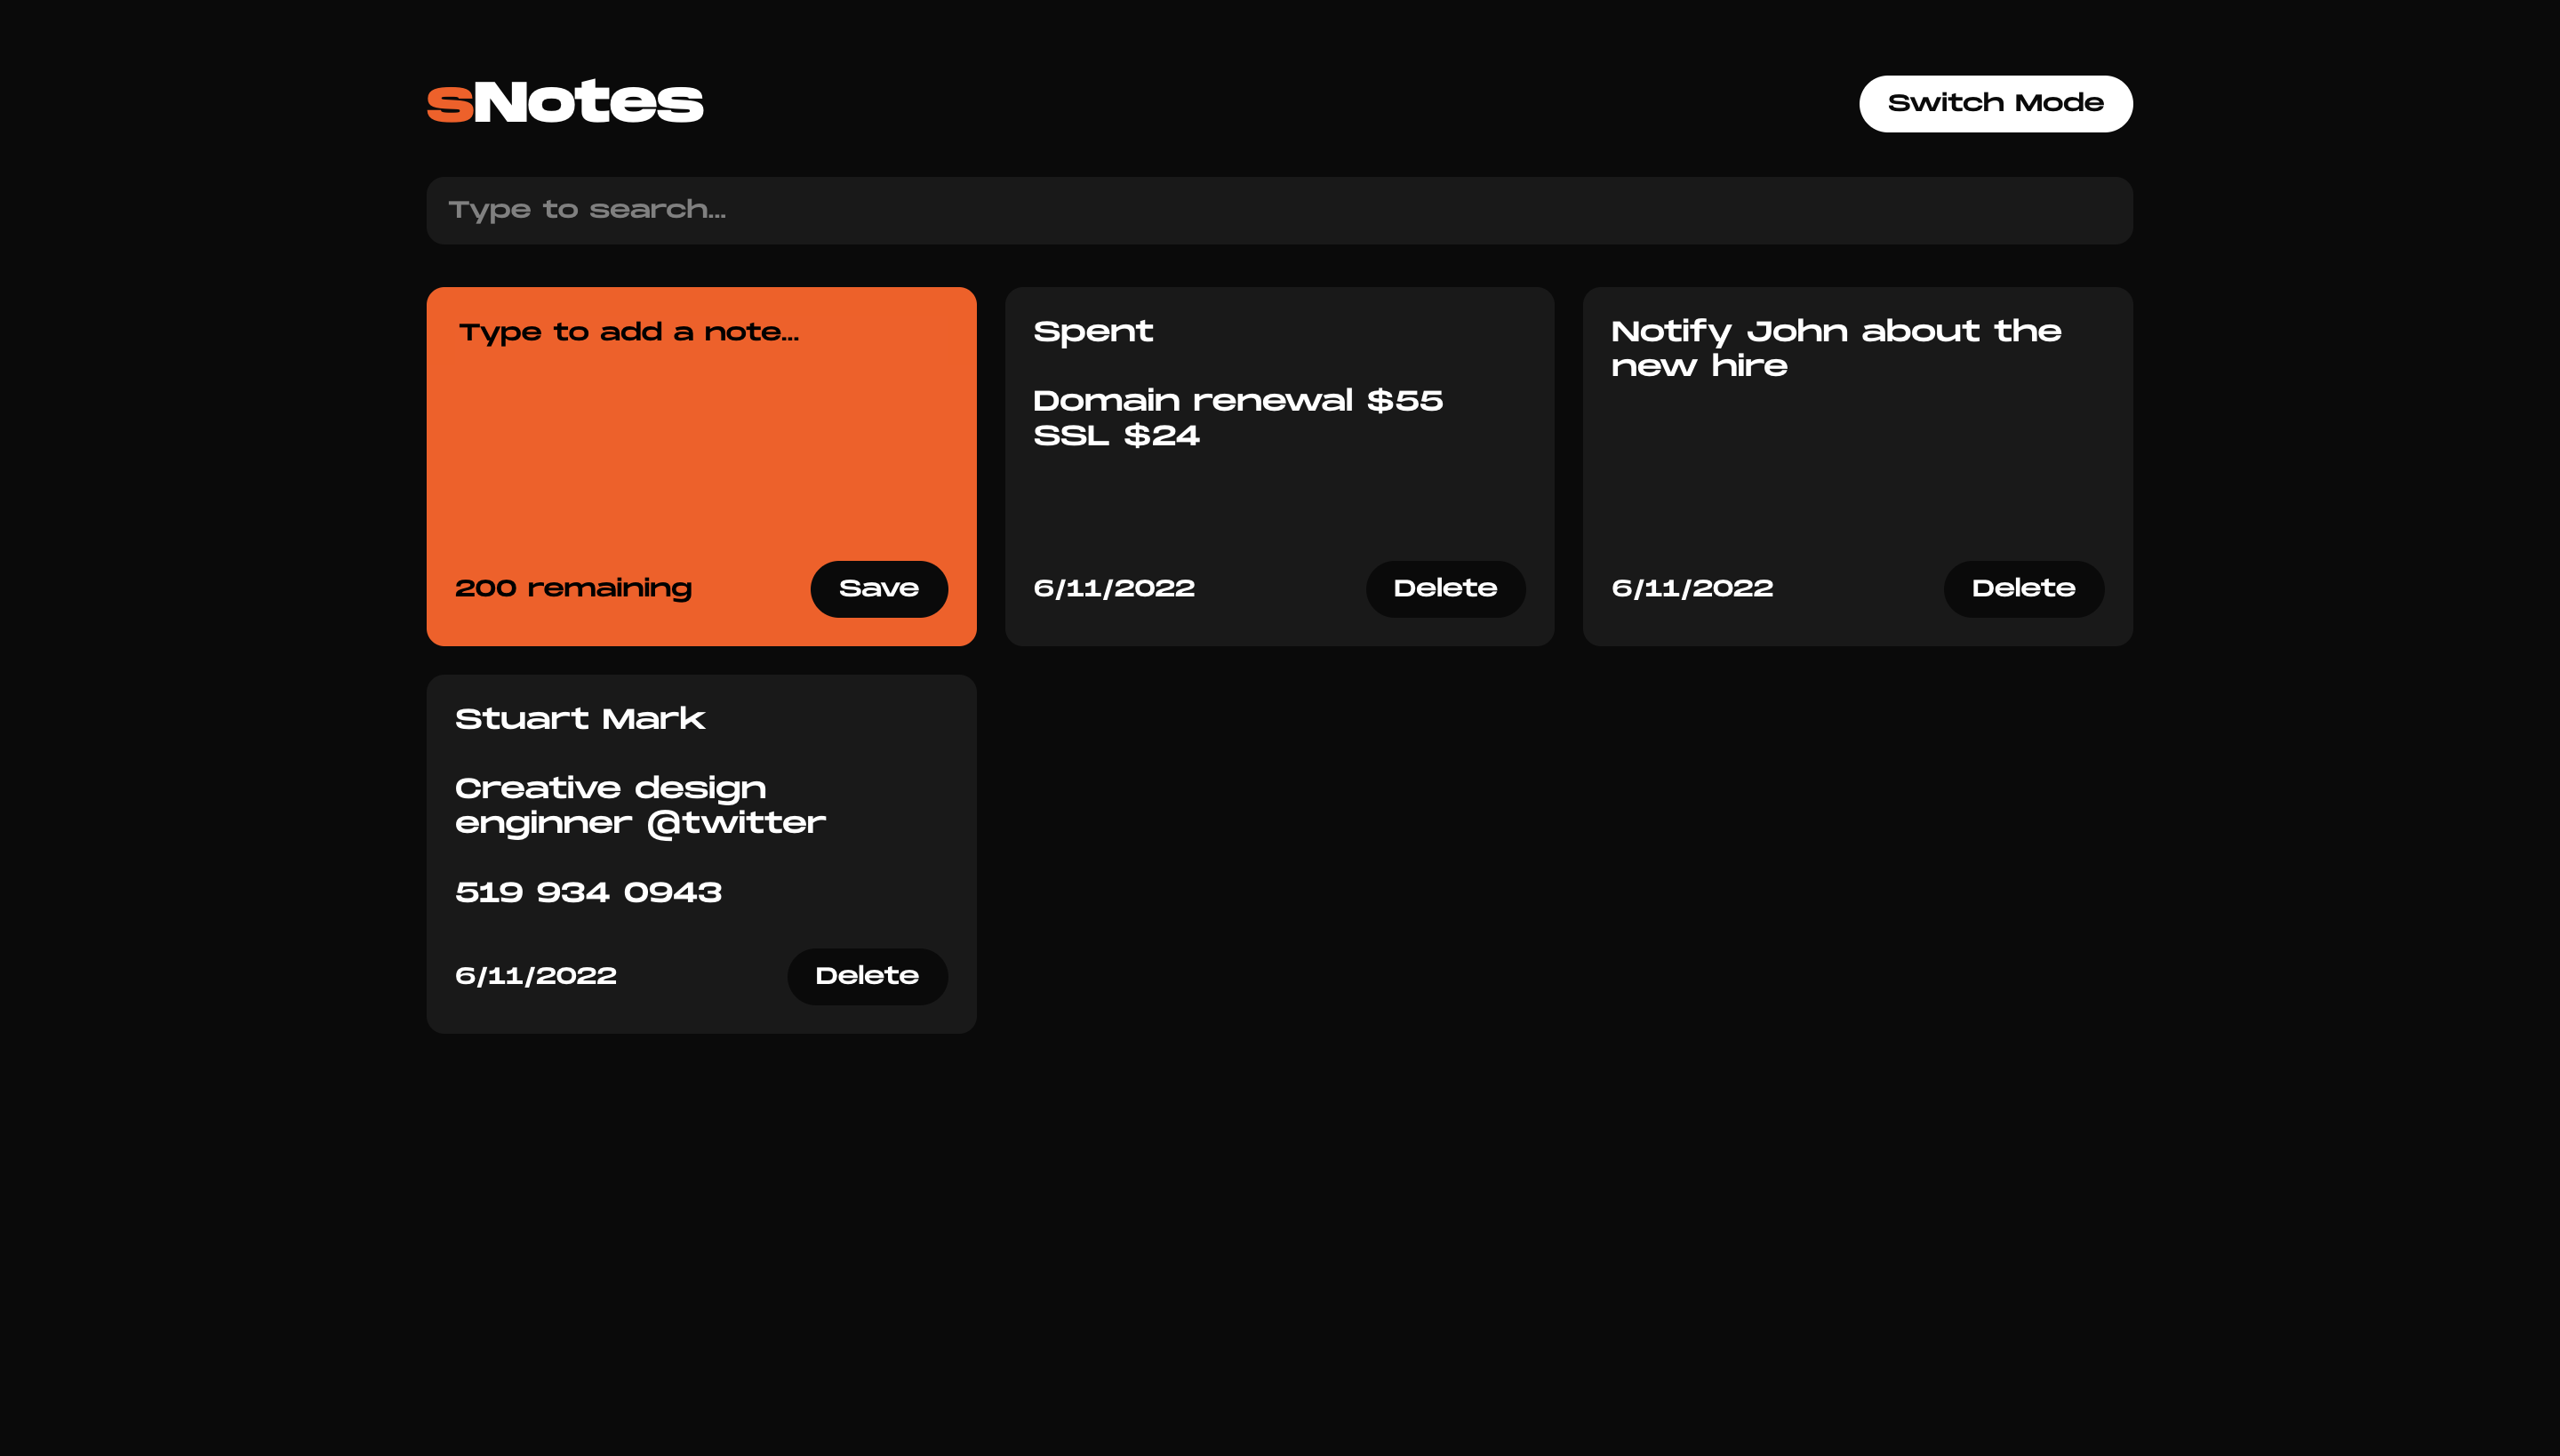 sNotes
Switch Mode
Type to search...
Type to add a note...
200 remaining
Save
Spent
Domain renewal $55
SSL $24
6/11/2022
Delete
Notify John about the
new hire
6/11/2022
Delete
Stuart Mark
Creative design
enginner @twitter
519 934 0943
6/11/2022
Delete